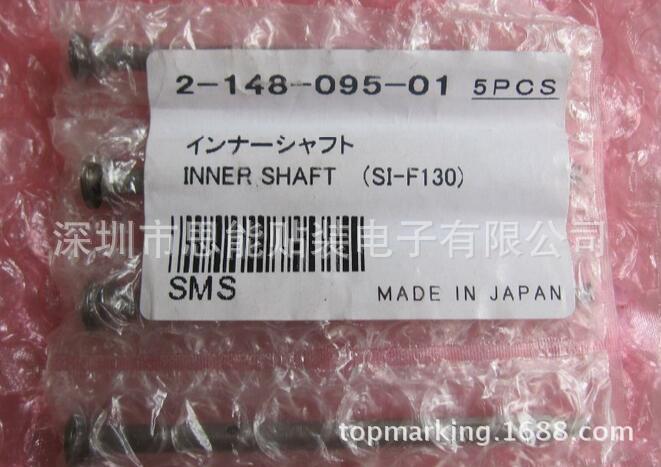 2-148-095-01 5PCS
インナーシャフト
INNER SHAFT (SI-F130)
深圳市思能贴装电子有限公司
SMS
MADE IN JAPAN
topmarking.1688.com